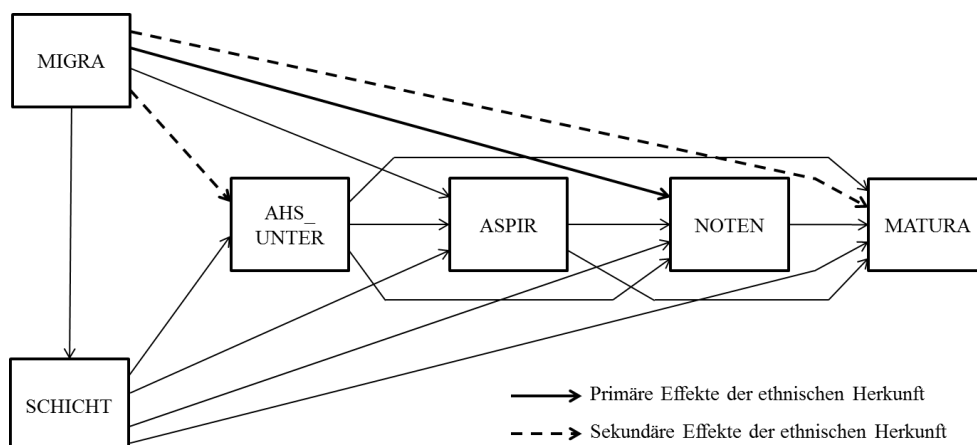 MIGRA
AHS_
UNTER
ASPIR
NOTEN
MATURA
SCHICHT
Primäre Effekte der ethnischen Herkunft
Sekundäre Effekte der ethnischen Herkunft